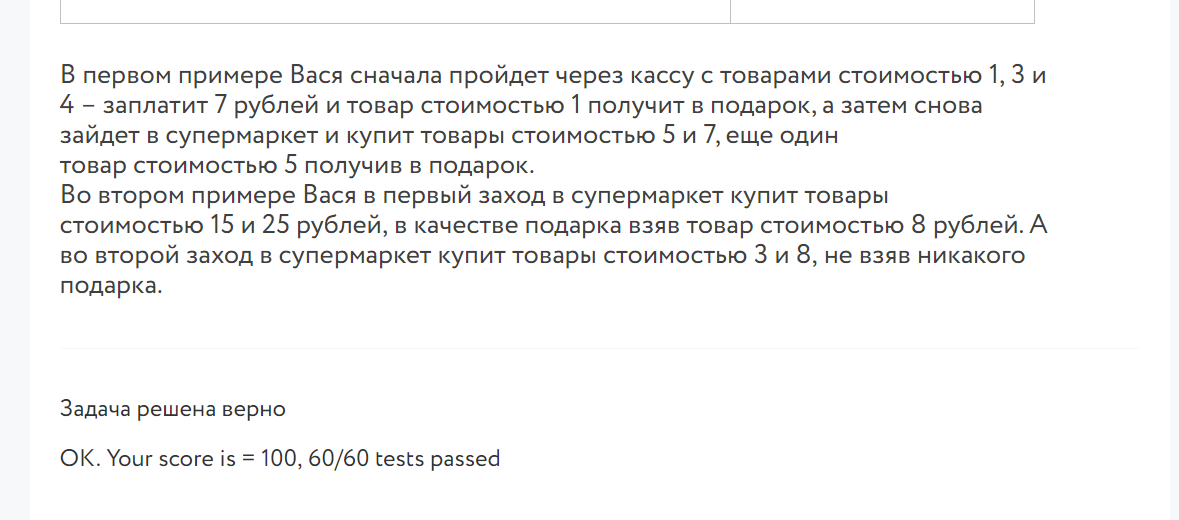 В первом примере Вася сначала пройдет через кассу с товарами стоимостью 1, 3 и
4 – заплатит 7 рублей и товар стоимостью 1 получит в подарок, а затем снова
зайдет в супермаркет и купит товары стоимостью 5 и 7, еще один
товар стоимостью 5 получив в подарок.
Во втором примере Вася в первый заход в супермаркет купит товары
стоимостью 15 и 25 рублей, в качестве подарка взяв товар стоимостью 8 рублей. А
во второй заход в супермаркет купит товары стоимостью 3 и 8, не взяв никакого
подарка.
Задача решена верно
OK. Your score is = 100, 60/60 tests passed